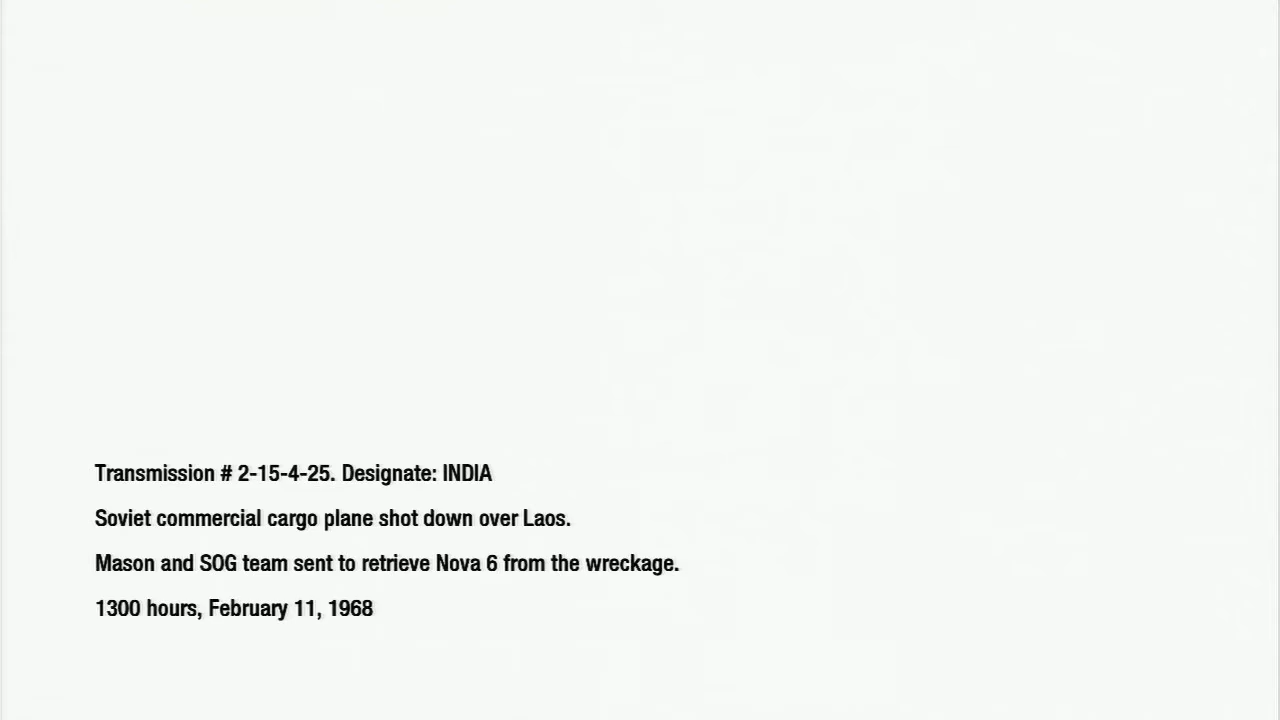 Transmission # 2-15-4-25. Designate: INDIA
Soviet commercial cargo plane shot down over Laos.
Mason and SOG team sent to retrieve Nova 6 from the wreckage.
1300 hours, February 11, 1968